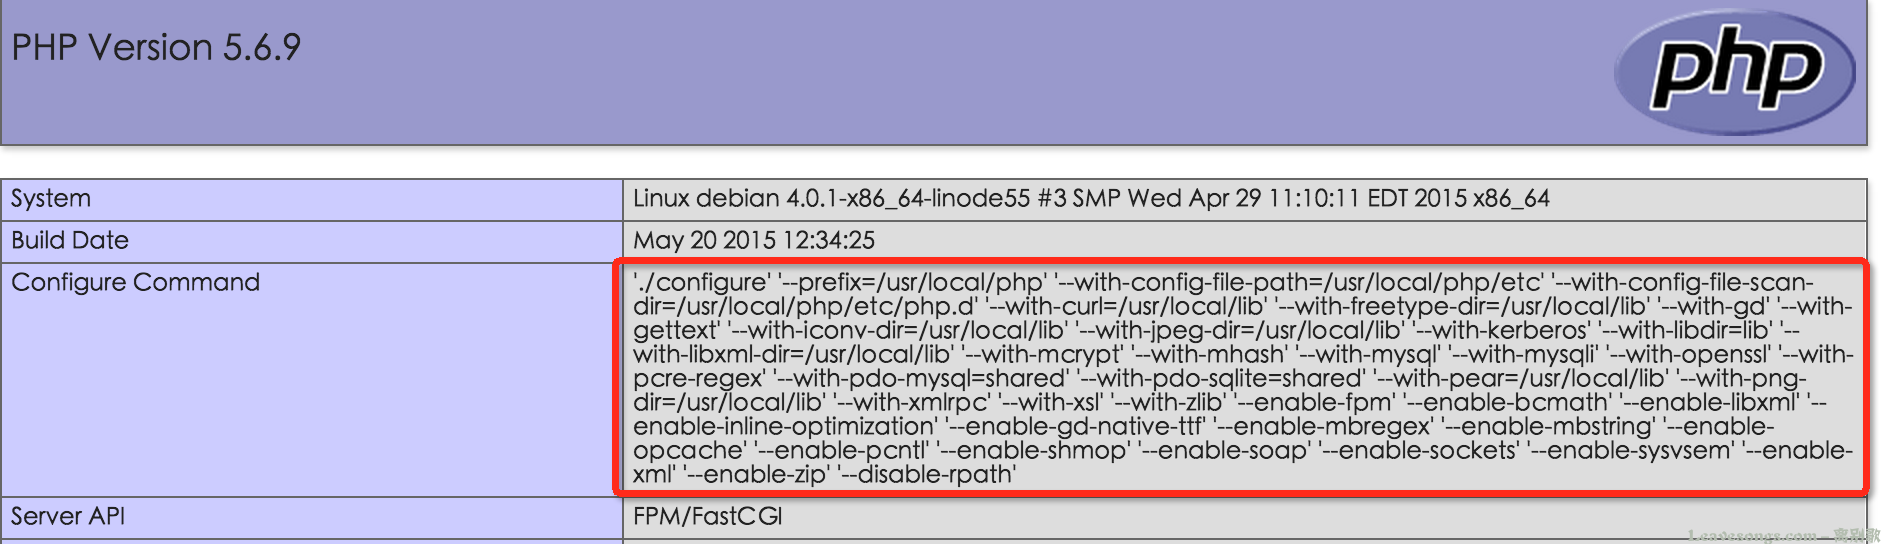 PHP Version 5.6.9
php
System
Linux debian 4.0.1-x86_64-linode55 #3 SMP Wed Apr 29 11:10:11 EDT 2015 x86_64
Build Date
May 20 2015 12:34:25
Configure Command
'./configure' '--prefix=/usr/local/php' '--with-config-file-path=/usr/local/php/etc' '--with-config-file-scan-
dir=/usr/local/php/etc/php.d' '--with-curl=/usr/local/lib' '--with-freetype-dir=/usr/local/lib' '--with-gd' '--with-
gettext' '--with-iconv-dir=/usr/local/lib' '--with-jpeg-dir=/usr/local/lib' '--with-kerberos' '--with-libdir=lib' '--
with-libxml-dir=/usr/local/lib' '--with-mcrypt' '--with-mhash' '--with-mysql' '--with-mysqli' '--with-openssl' '--with-
pcre-regex' '--with-pdo-mysql=shared' '--with-pdo-sqlite=shared' '--with-pear=/usr/local/lib' '--with-png-
dir=/usr/local/lib' '--with-xmlrpc' '--with-xsl' '--with-zlib' '--enable-fpm' '--enable-bcmath' '--enable-libxml' '--
enable-inline-optimization' '--enable-gd-native-ttf' '--enable-mbregex' '--enable-mbstring' '--enable-
opcache' '--enable-pcntl' '--enable-shmop' '--enable-soap' '--enable-sockets' '--enable-sysvsem' '--enable-
xml' '--enable-zip' '--disable-rpath'
Server API
FPM/FastCGI
Leavesongs.com - 离别歌